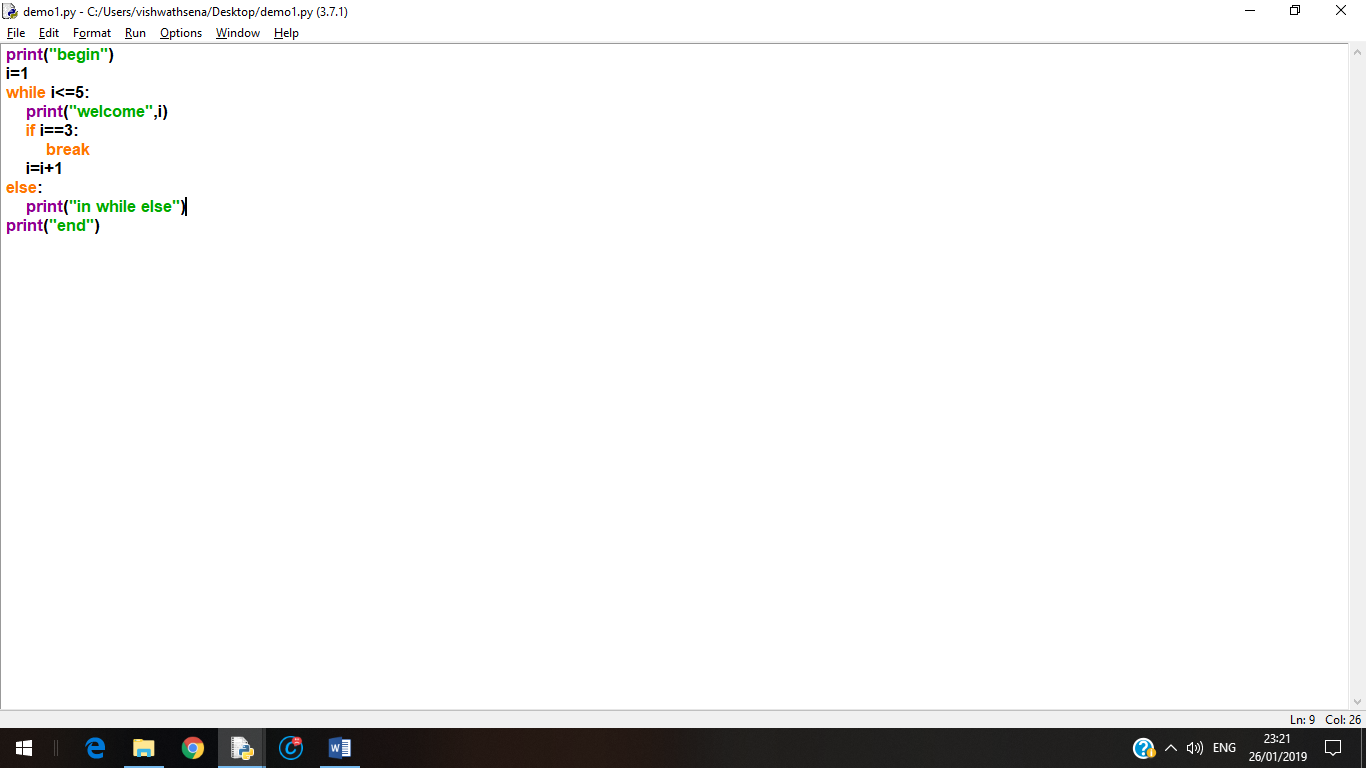 demo1.py - C:/Users/vishwathsena/Desktop/demo1.py (3.7.1)
File Edit Format Run Options Window Help
print("begin")
i=1
while i<=5:
    print("welcome",i)
    if i==3:
        break
    i=i+1
else:
    print("in while else")
print("end")
Ln: 9 Col: 26
ENG
23:21
26/01/2019